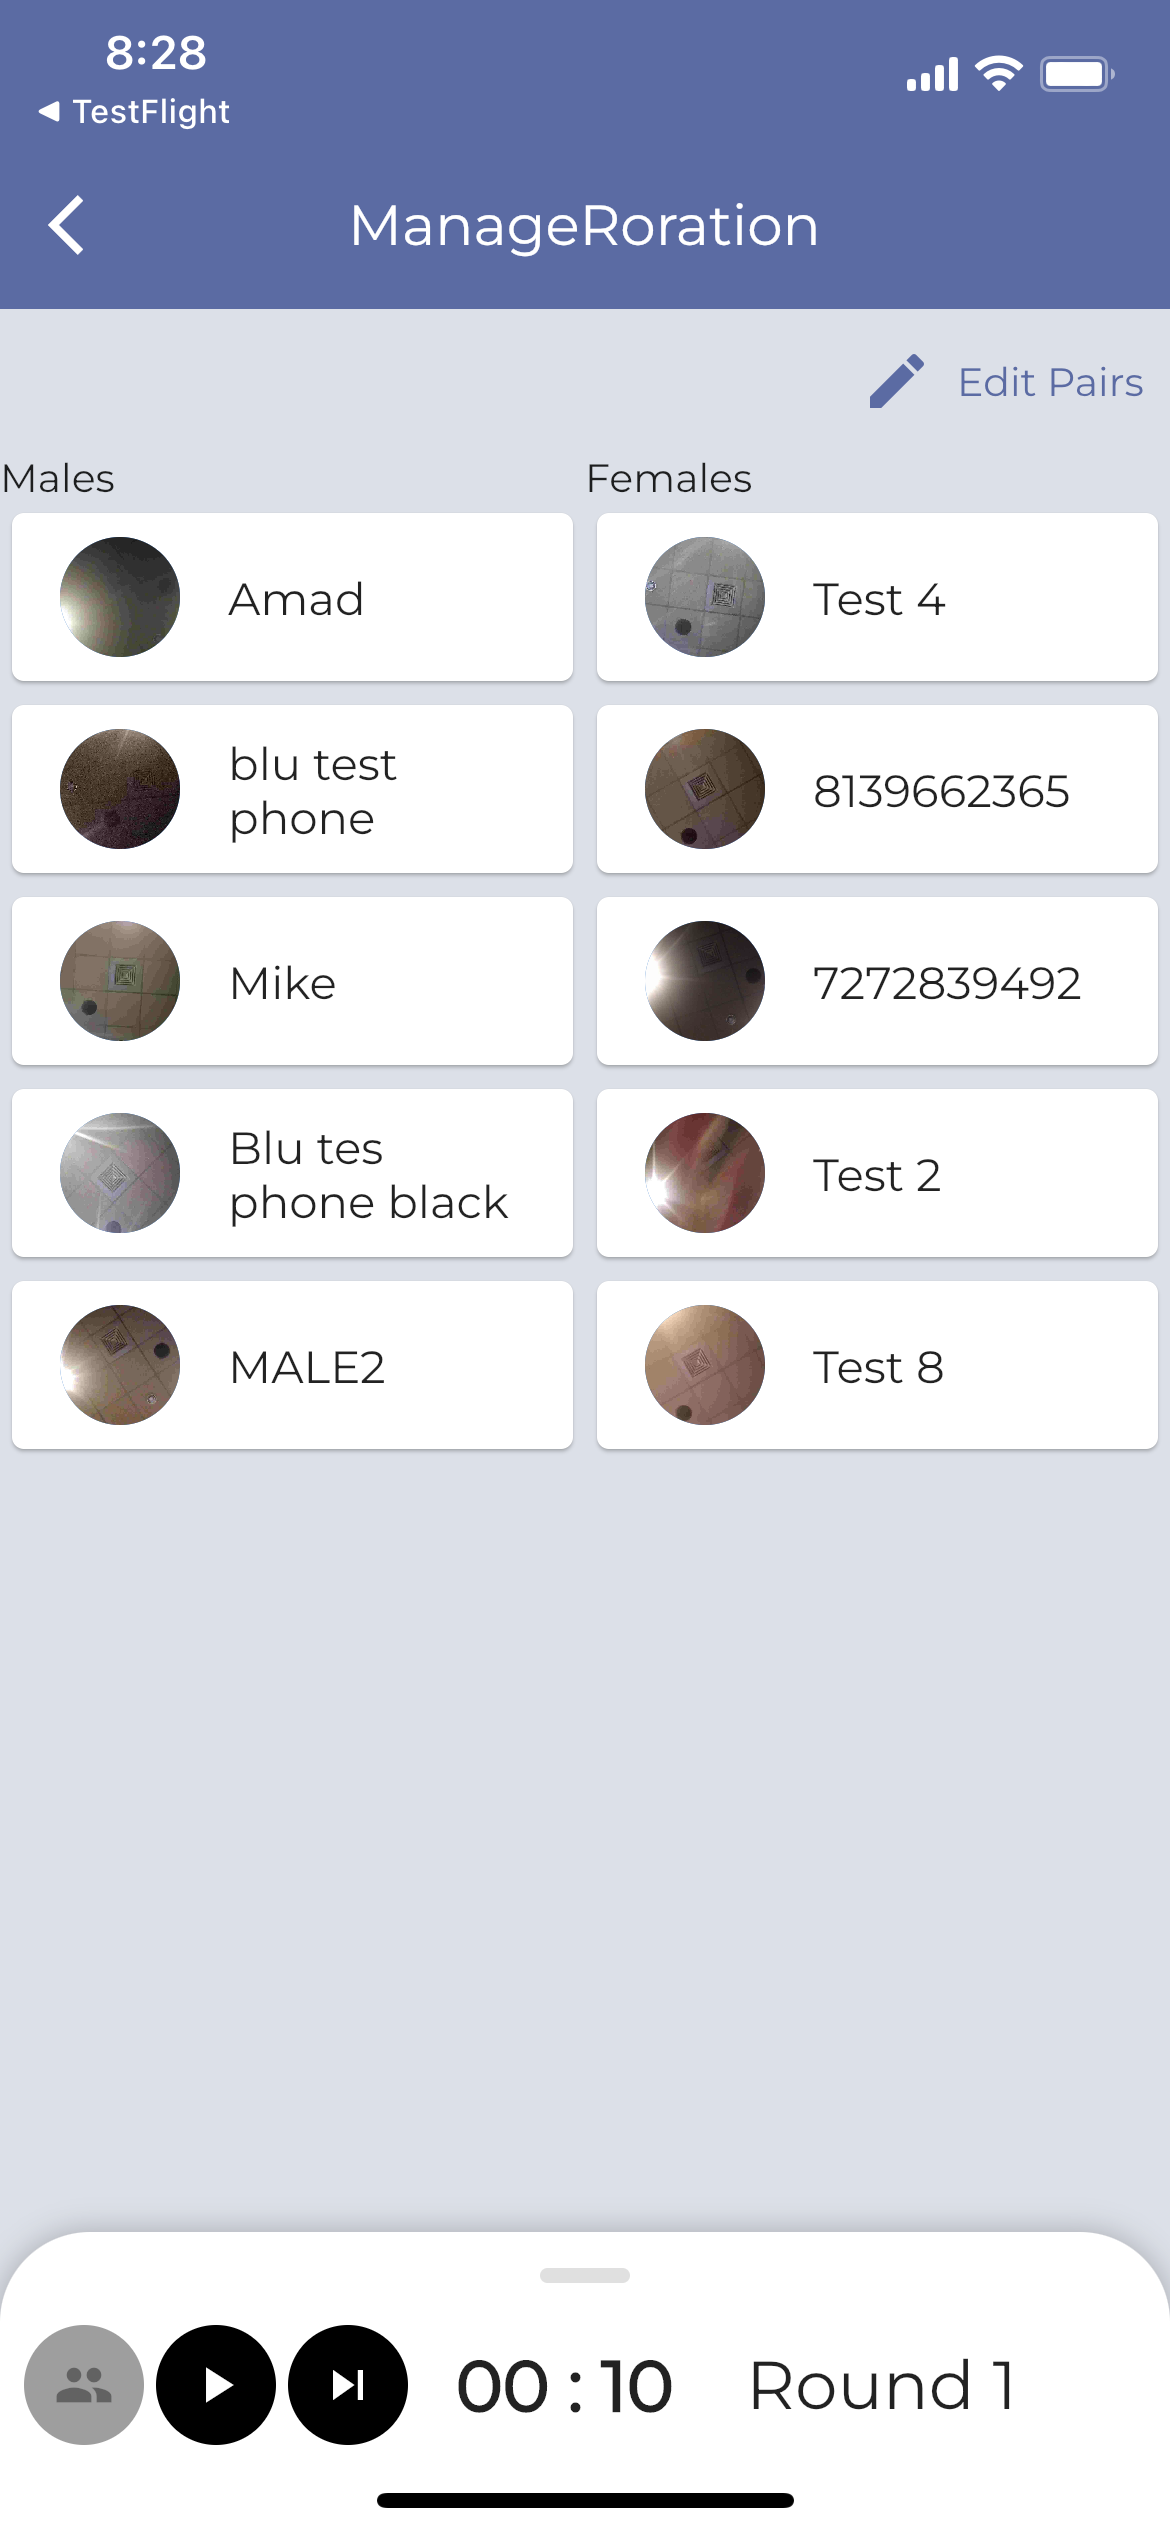 8:28
◀ TestFlight
ManageRoration
Edit Pairs
Males
Females
Amad
Test 4
blu test
phone
8139662365
Mike
7272839492
Blu tes
phone black
Test 2
MALE2
Test 8
00 : 10
Round 1